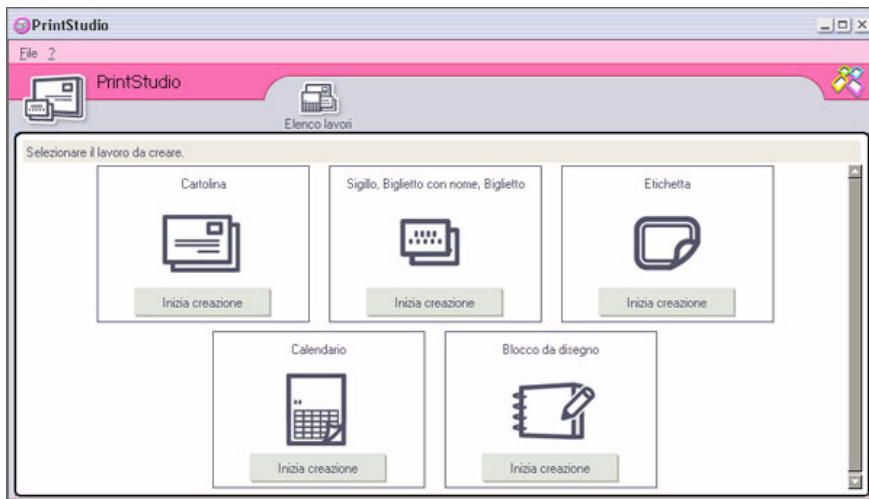 PrintStudio
File ?
PrintStudio
Elenco lavori
Selezionare il lavoro da creare.
Cartolina
Sigillo, Biglietto con nome, Biglietto
Etichetta
Inizia creazione
Inizia creazione
Inizia creazione
Calendario
Blocco da disegno
Inizia creazione
Inizia creazione